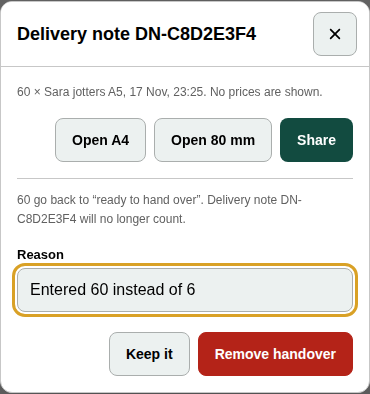 Delivery note DN-C8D2E3F4
×
60 × Sara jotters A5, 17 Nov, 23:25. No prices are shown.
Open A4
Open 80 mm
Share
60 go back to “ready to hand over”. Delivery note DN-
C8D2E3F4 will no longer count.
Reason
Entered 60 instead of 6
Keep it
Remove handover